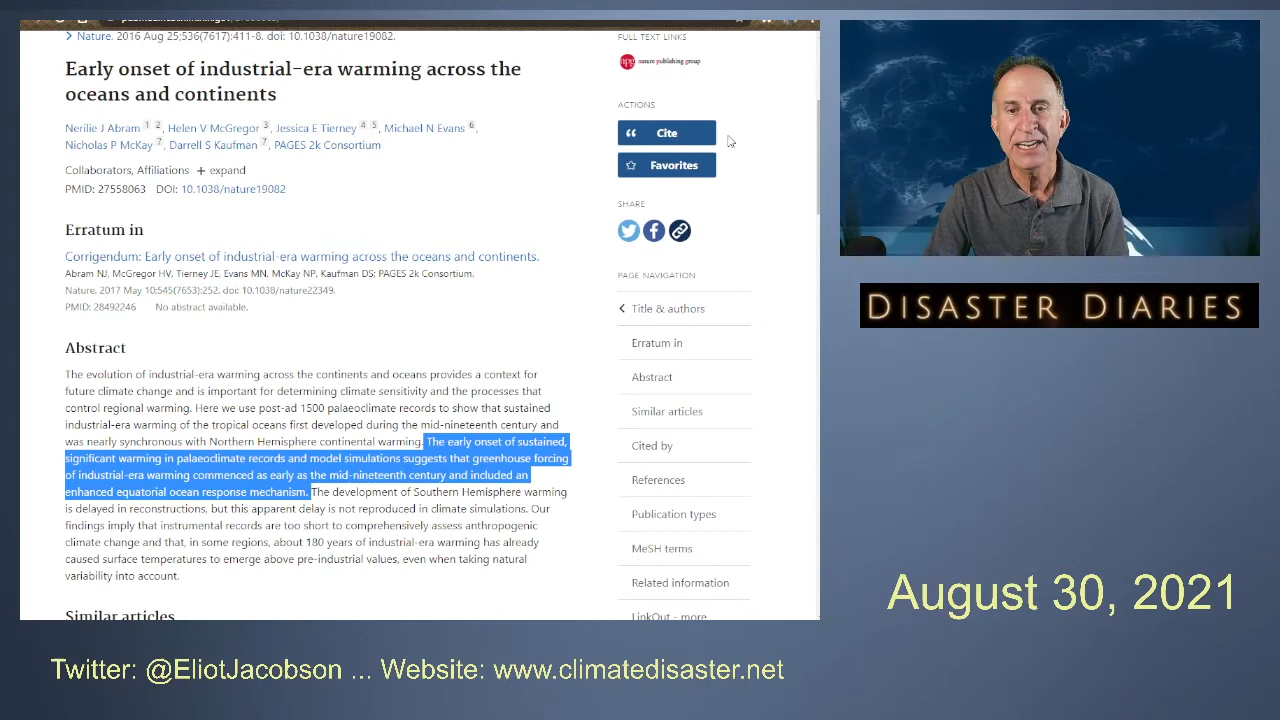 Nature. 2016 Aug 25;536(7617):411-8. doi: 10.1038/nature19082.
Early onset of industrial-era warming across the
oceans and continents
Nerilie J Abram 1 2, Helen V McGregor 3, Jessica E Tierney 4 5, Michael N Evans 6,
Nicholas P McKay 7, Darrell S Kaufman 7, PAGES 2k Consortium
Collaborators, Affiliations + expand
PMID: 27558063 DOI: 10.1038/nature19082
Erratum in
Corrigendum: Early onset of industrial-era warming across the oceans and continents.
Abram NJ, McGregor HV, Tierney JE, Evans MN, McKay NP, Kaufman DS; PAGES 2k Consortium.
Nature. 2017 May 10;545(7653):252. doi: 10.1038/nature22349.
PMID: 28492246 No abstract available.
Abstract
The evolution of industrial-era warming across the continents and oceans provides a context for
future climate change and is important for determining climate sensitivity and the processes that
control regional warming. Here we use post-ad 1500 palaeoclimate records to show that sustained
industrial-era warming of the tropical oceans first developed during the mid-nineteenth century and
was nearly synchronous with Northern Hemisphere continental warming. The early onset of sustained,
significant warming in palaeoclimate records and model simulations suggests that greenhouse forcing
of industrial-era warming commenced as early as the mid-nineteenth century and included an
enhanced equatorial ocean response mechanism. The development of Southern Hemisphere warming
is delayed in reconstructions, but this apparent delay is not reproduced in climate simulations. Our
findings imply that instrumental records are too short to comprehensively assess anthropogenic
climate change and that, in some regions, about 180 years of industrial-era warming has already
caused surface temperatures to emerge above pre-industrial values, even when taking natural
variability into account.
Similar articles
FULL TEXT LINKS
npg nature publishing group
ACTIONS
Cite
Favorites
SHARE
PAGE NAVIGATION
Title & authors
Erratum in
Abstract
Similar articles
Cited by
References
Publication types
MeSH terms
Related information
LinkOut - more
DISASTER DIARIES
August 30, 2021
Twitter: @EliotJacobson ... Website: www.climatedisaster.net